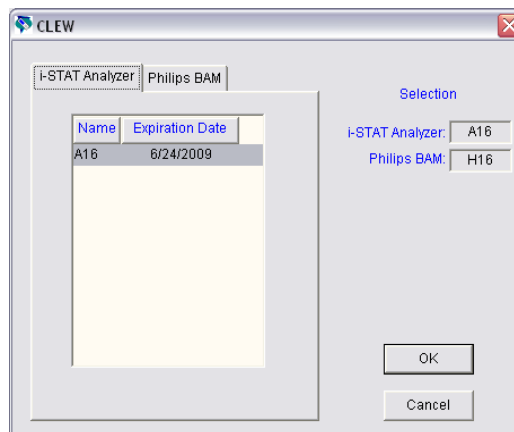 CLEW
i-STAT Analyzer
Philips BAM
Name
Expiration Date
A16
6/24/2009
Selection
i-STAT Analyzer:
A16
Philips BAM:
H16
OK
Cancel